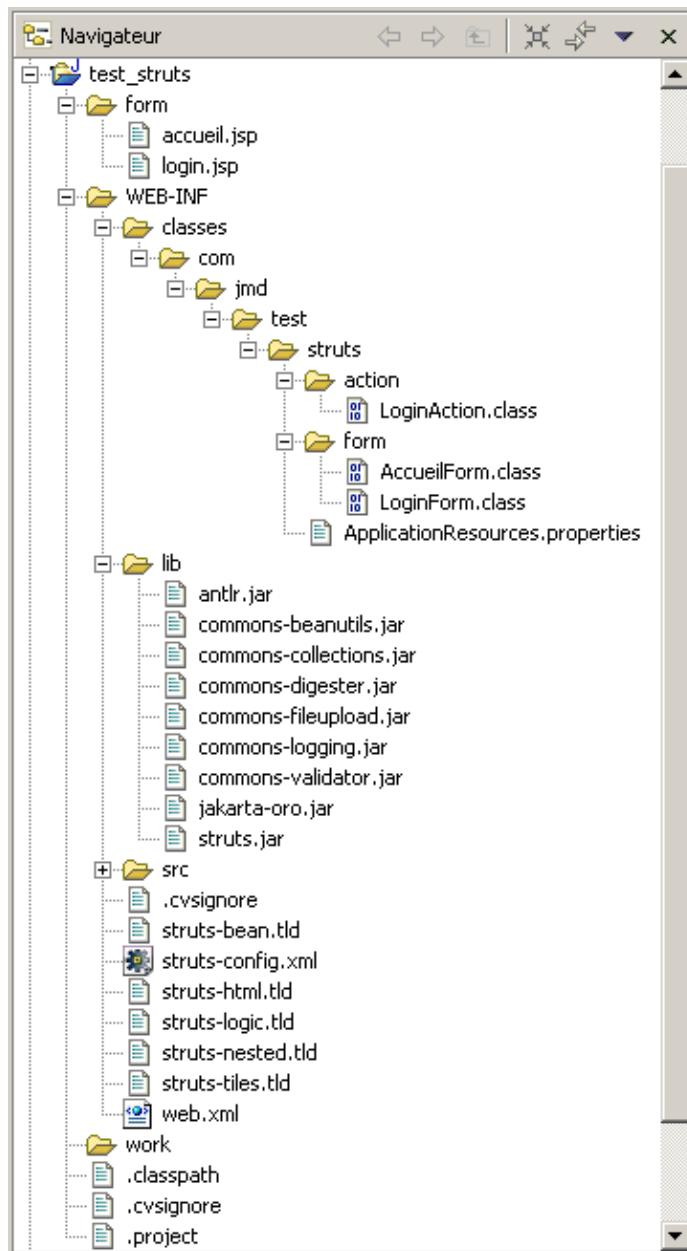 Navigateur
test_struts
form
accueil.jsp
login.jsp
WEB-INF
classes
com
jmd
test
struts
action
LoginAction.class
form
AccueilForm.class
LoginForm.class
ApplicationResources.properties
lib
antlr.jar
commons-beanutils.jar
commons-collections.jar
commons-digester.jar
commons-fileupload.jar
commons-logging.jar
commons-validator.jar
jakarta-oro.jar
struts.jar
src
.cvsignore
struts-bean.tld
struts-config.xml
struts-html.tld
struts-logic.tld
struts-nested.tld
struts-tiles.tld
web.xml
work
.classpath
.cvsignore
.project